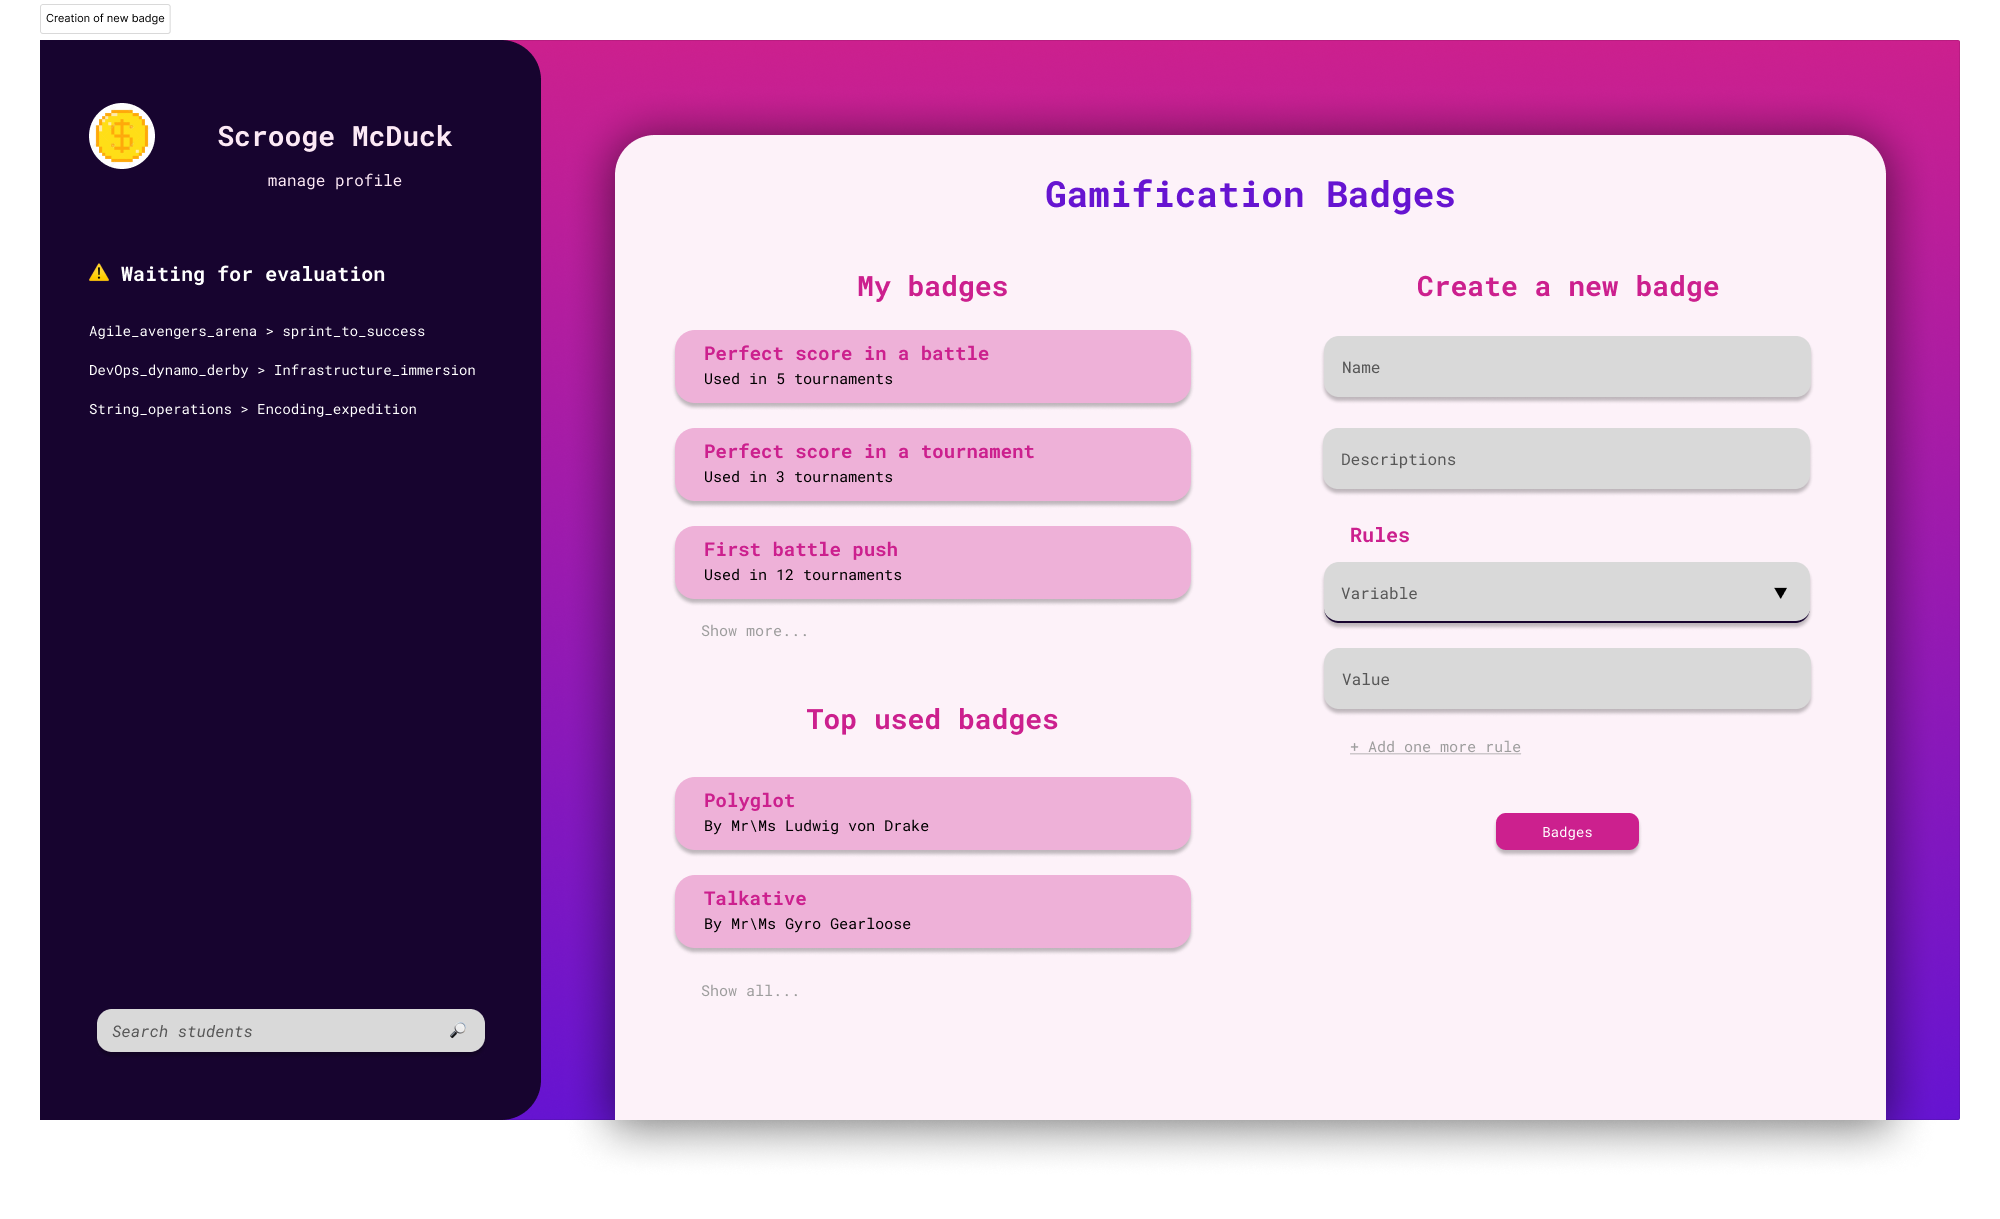 Creation of new badge
Scrooge McDuck
manage profile
Waiting for evaluation
Agile_avengers_arena > sprint_to_success
DevOps_dynamo_derby > Infrastructure_immersion
String_operations > Encoding_expedition
Search students
Gamification Badges
My badges
Perfect score in a battle
Used in 5 tournaments
Perfect score in a tournament
Used in 3 tournaments
First battle push
Used in 12 tournaments
Show more...
Top used badges
Polyglot
By Mr\Ms Ludwig von Drake
Talkative
By Mr\Ms Gyro Gearloose
Show all...
Create a new badge
Name
Descriptions
Rules
Variable
Value
+ Add one more rule
Badges